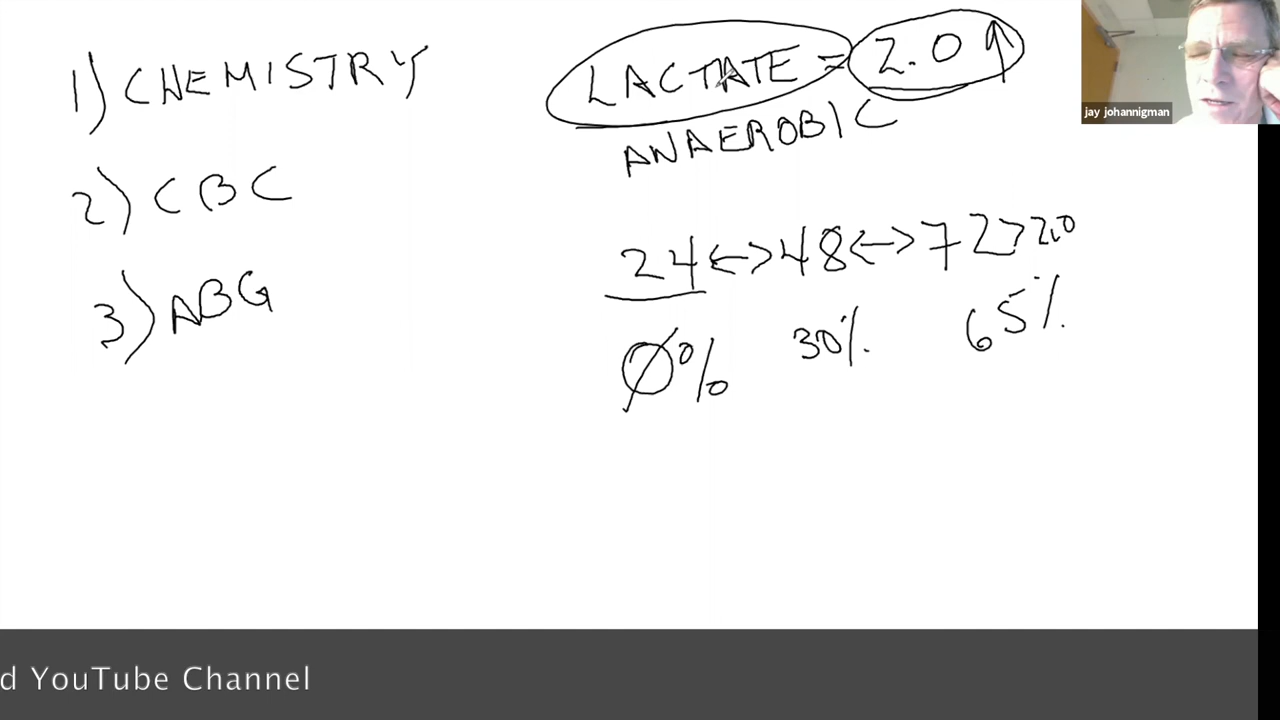 1) CHEMISTRY
2) CBC
3) ABG
LACTATE = 2.0 ↑
ANAEROBIC
24 <-> 48 <-> 72 > 2.0
Ø% 30% 65%
jay johannigman
d YouTube Channel